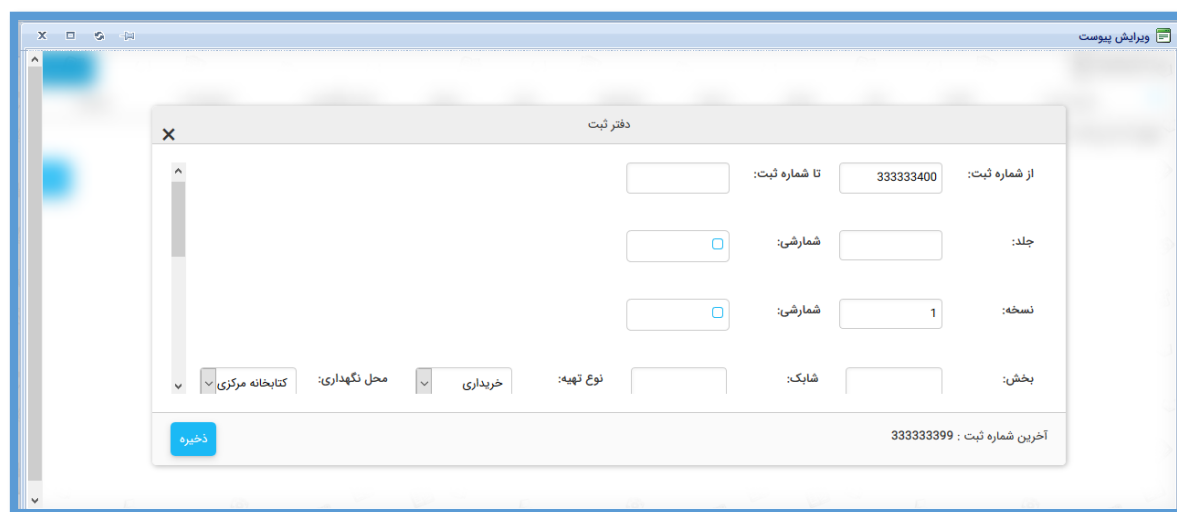 ویرایش پیوست
دفتر ثبت
از شماره ثبت: 333333400 تا شماره ثبت:
جلد: شمارشی:
نسخه: 1 شمارشی:
بخش: شابک: نوع تهیه: خریداری محل نگهداری: کتابخانه مرکزی
آخرین شماره ثبت : 333333399
ذخیره